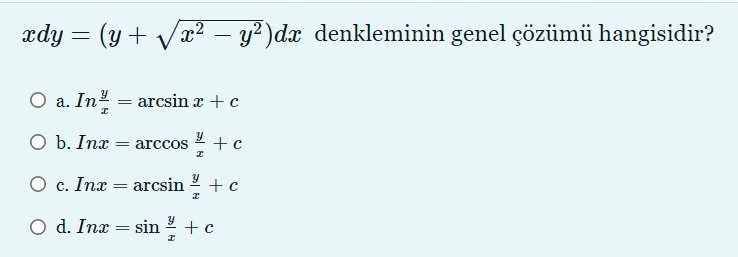 xdy = (y + √(x² − y²))dx denkleminin genel çözümü hangisidir?
a. In y/x = arcsin x + c
b. Inx = arccos y/x + c
c. Inx = arcsin y/x + c
d. Inx = sin y/x + c